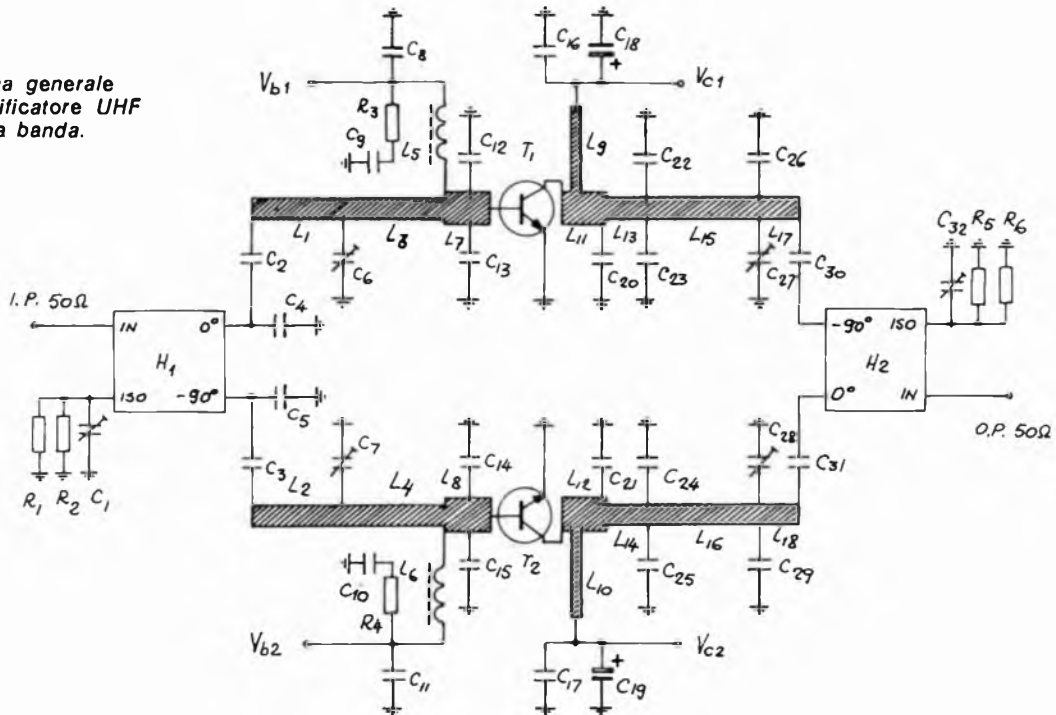 a generale
ificatore UHF
a banda.
C8
C16
C18
+
Vb1
Vc1
R3
C9
L5
C12
T1
L9
C22
C26
L1
L3
L7
L11
L13
L15
L17
C2
C6
C13
C20
C23
C27
C30
C32
R5
R6
I.P. 50Ω
IN
0°
C4
H1
ISO
-90°
C5
-90°
ISO
H2
0°
IN
O.P. 50Ω
R1
R2
C1
C3
C7
C14
C21
C24
C28
C31
L2
L4
L8
L12
T2
L14
L16
L18
C10
L6
C15
L10
C25
C29
R4
Vb2
Vc2
C11
C17
+
C19